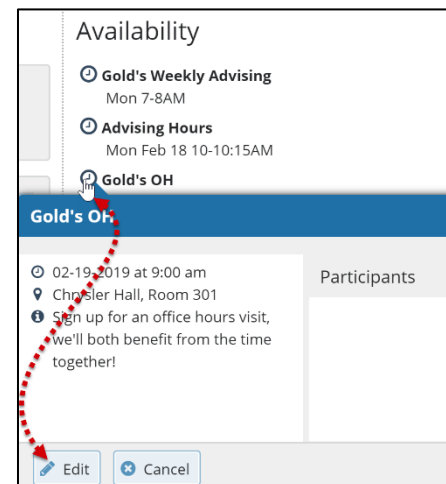 Availability
Gold's Weekly Advising
Mon 7-8AM
Advising Hours
Mon Feb 18 10-10:15AM
Gold's OH
Gold's OH
02-19-2019 at 9:00 am
Chrysler Hall, Room 301
Sign up for an office hours visit,
we'll both benefit from the time
together!
Participants
Edit
Cancel